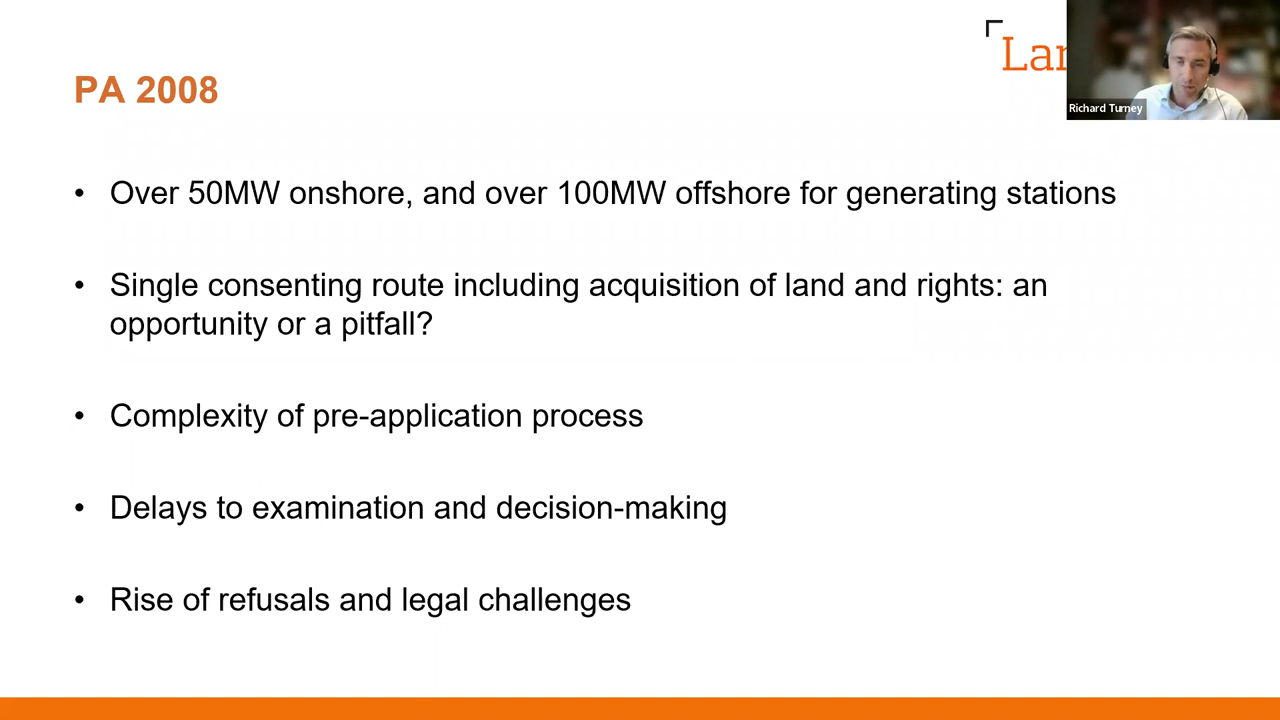 Lan
Richard Turney
PA 2008
• Over 50MW onshore, and over 100MW offshore for generating stations
• Single consenting route including acquisition of land and rights: an
opportunity or a pitfall?
• Complexity of pre-application process
• Delays to examination and decision-making
• Rise of refusals and legal challenges